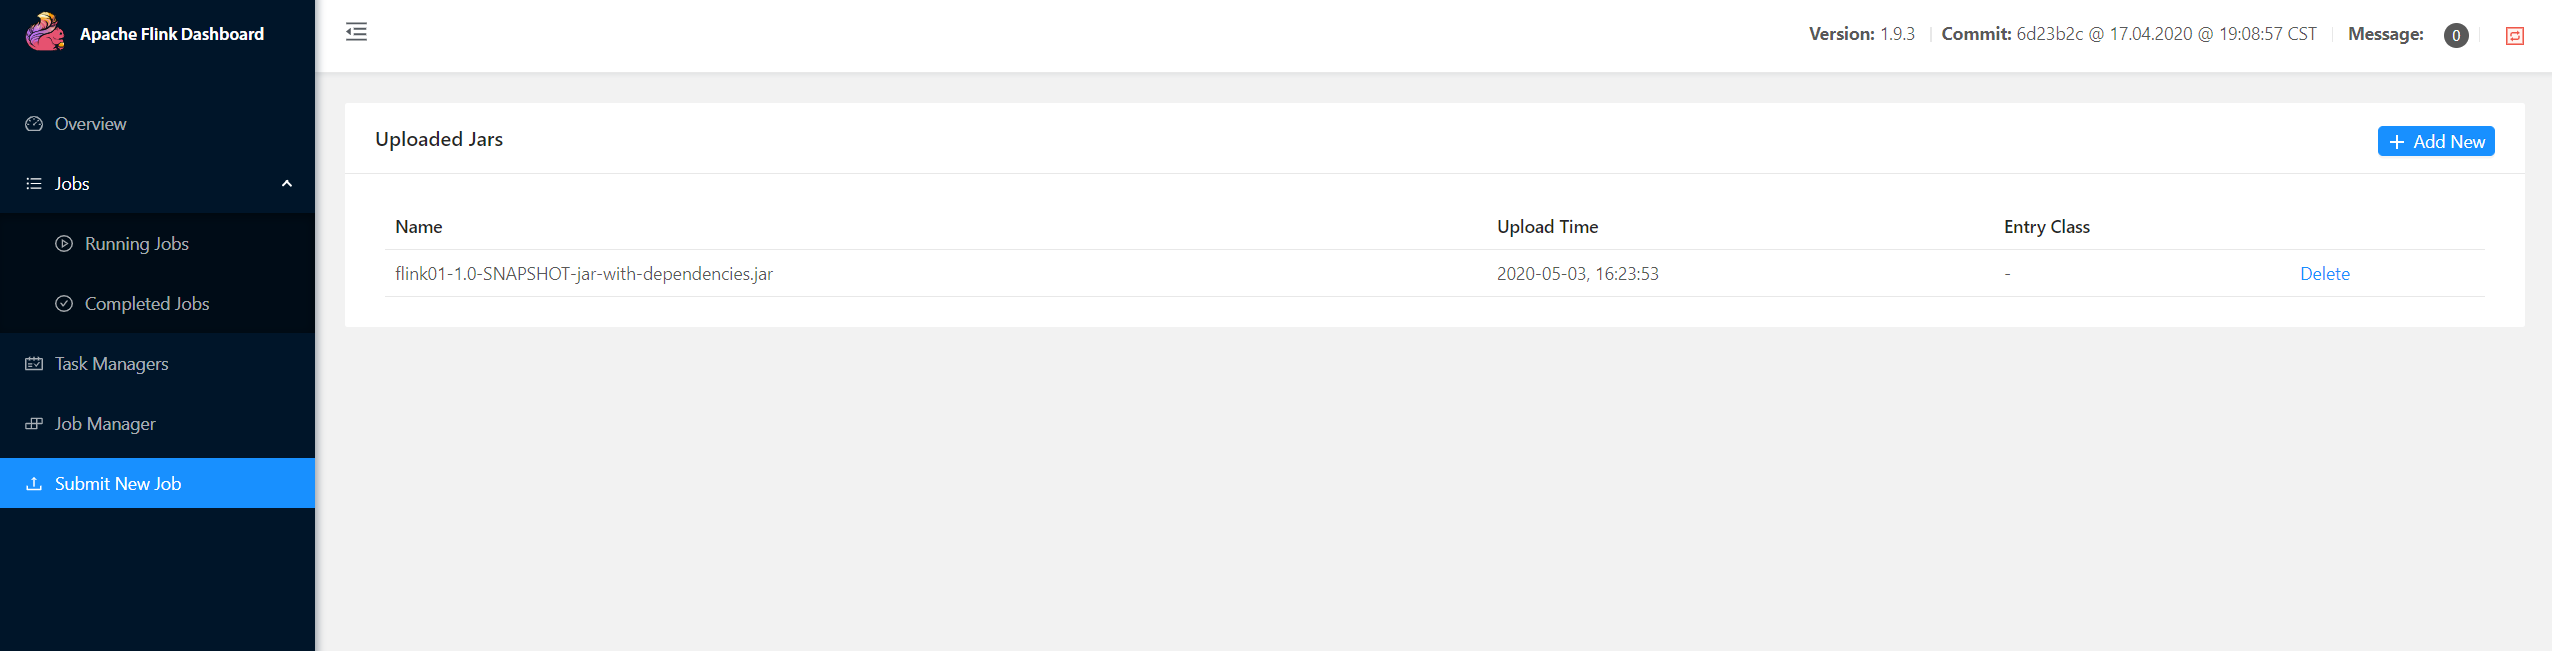 Apache Flink Dashboard
Version: 1.9.3 Commit: 6d23b2c @ 17.04.2020 @ 19:08:57 CST Message: 0
Overview
Jobs
Running Jobs
Completed Jobs
Task Managers
Job Manager
Submit New Job
Uploaded Jars
Add New
Name Upload Time Entry Class
flink01-1.0-SNAPSHOT-jar-with-dependencies.jar 2020-05-03, 16:23:53 - Delete